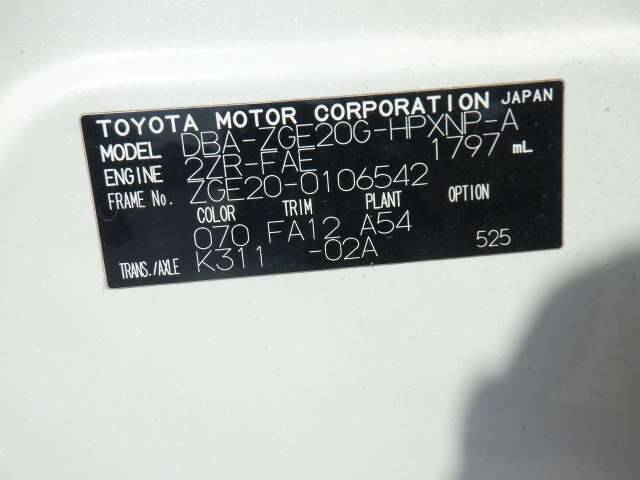 TOYOTA MOTOR CORPORATION JAPAN
MODEL DBA-ZGE20G-HPXNP-A
ENGINE 2ZR-FAE 1797 mL
FRAME No. ZGE20-0106542
COLOR TRIM PLANT OPTION
070 FA12 A54
TRANS./AXLE K311 -02A 525